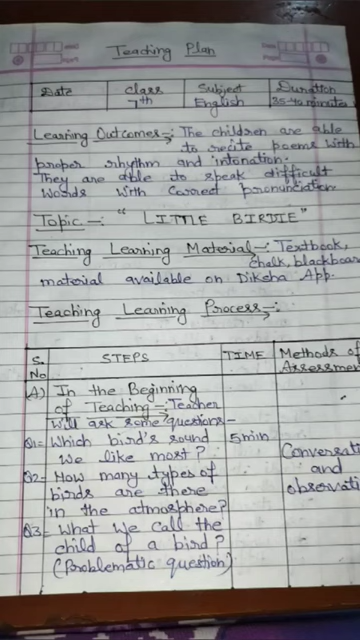 Teaching Plan
Date Class Subject Duration
7th English 35-40 minutes
Learning Outcomes:- The children are able
to recite poems with
proper rhythm and intonation.
They are able to speak difficult
words with correct pronunciation.
Topic -: "LITTLE BIRDIE"
Teaching Learning Material -: Textbook,
Chalk, blackboard
material available on Diksha App.
Teaching Learning Process -:
S. No STEPS TIME Methods of Assessment
(A) In the Beginning
of Teaching -: Teacher
will ask some questions -
Q1= Which bird's sound 5min
we like most? Conversati
Q2= How many types of and
birds are there observati
in the atmosphere?
Q3= What we call the
child of a bird?
(Problematic question)